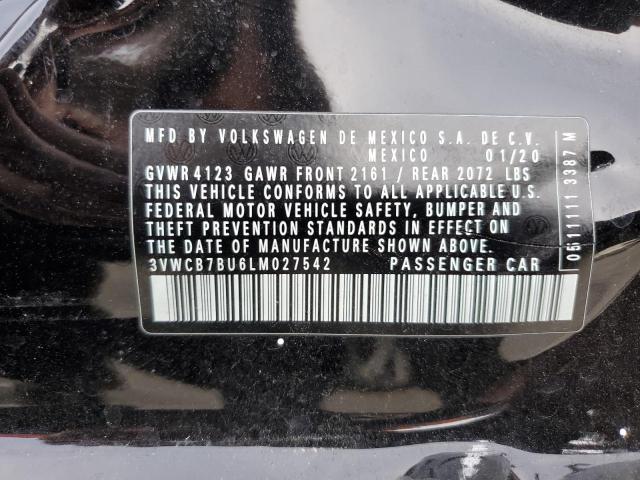 MFD BY VOLKSWAGEN DE MEXICO S.A. DE C.V.
MEXICO 01/20
GVWR 4123 GAWR FRONT 2161 / REAR 2072 LBS
THIS VEHICLE CONFORMS TO ALL APPLICABLE U.S.
FEDERAL MOTOR VEHICLE SAFETY, BUMPER AND
THEFT PREVENTION STANDARDS IN EFFECT ON
THE DATE OF MANUFACTURE SHOWN ABOVE.
3VWCB7BU6LM027542 PASSENGER CAR
0511111 3387 M